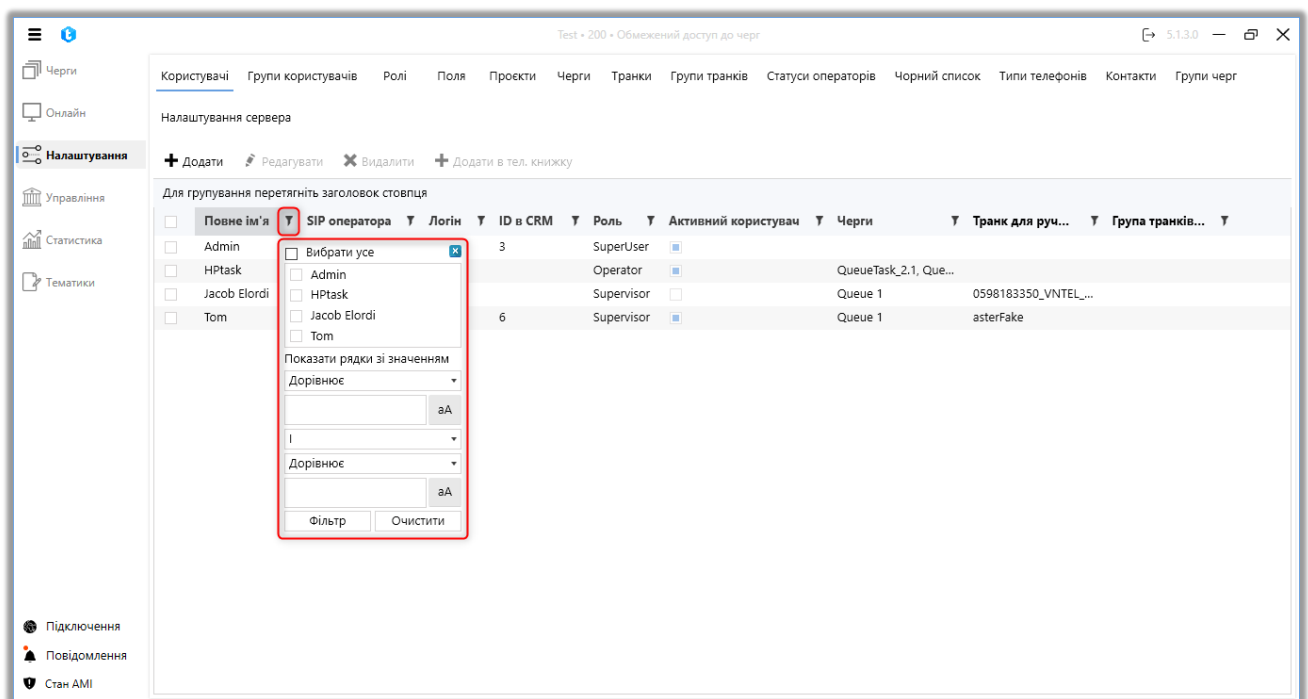 Test • 200 • Обмежений доступ до черг
5.1.3.0
Черги
Онлайн
Налаштування
Управління
Статистика
Тематики
Підключення
Повідомлення
Стан AMI
Користувачі Групи користувачів Ролі Поля Проєкти Черги Транки Групи транків Статуси операторів Чорний список Типи телефонів Контакти Групи черг
Налаштування сервера
Додати Редагувати Видалити Додати в тел. книжку
Для групування перетягніть заголовок стовпця
Повне ім'я SIP оператора Логін ID в CRM Роль Активний користувач Черги Транк для руч... Група транків...
Admin 3 SuperUser
HPtask Operator QueueTask_2.1, Que...
Jacob Elordi Supervisor Queue 1 0598183350_VNTEL_...
Tom 6 Supervisor Queue 1 asterFake
Вибрати усе
Admin
HPtask
Jacob Elordi
Tom
Показати рядки зі значенням
Дорівнює
aA
І
Дорівнює
aA
Фільтр Очистити